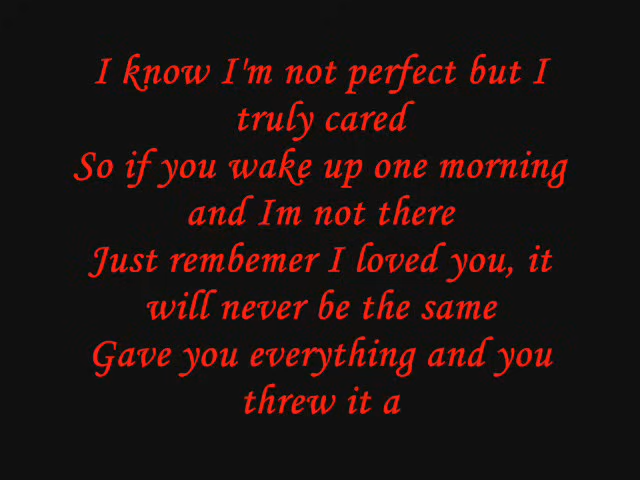 I know I'm not perfect but I
truly cared
So if you wake up one morning
and Im not there
Just rembemer I loved you, it
will never be the same
Gave you everything and you
threw it a